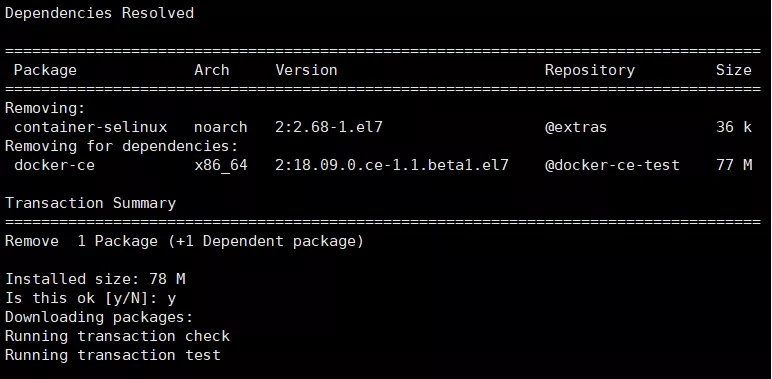 Dependencies Resolved
====================================================================================
Package Arch Version Repository Size
====================================================================================
Removing:
container-selinux noarch 2:2.68-1.el7 @extras 36 k
Removing for dependencies:
docker-ce x86_64 2:18.09.0.ce-1.1.beta1.el7 @docker-ce-test 77 M
Transaction Summary
====================================================================================
Remove 1 Package (+1 Dependent package)
Installed size: 78 M
Is this ok [y/N]: y
Downloading packages:
Running transaction check
Running transaction test